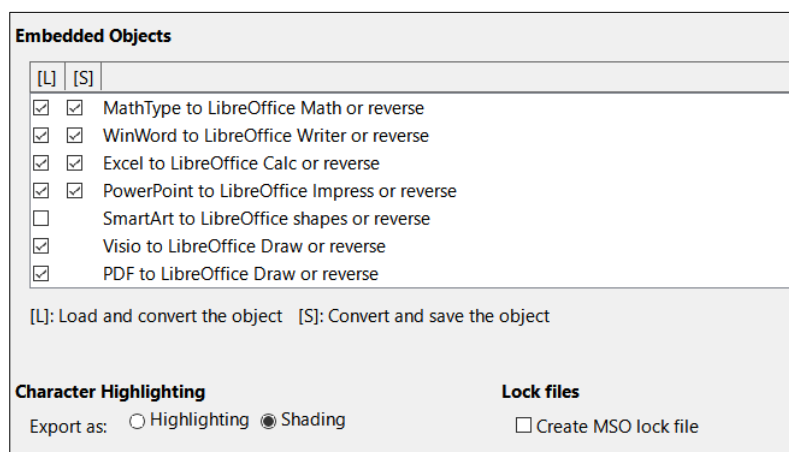 Embedded Objects
[L] [S]
MathType to LibreOffice Math or reverse
WinWord to LibreOffice Writer or reverse
Excel to LibreOffice Calc or reverse
PowerPoint to LibreOffice Impress or reverse
SmartArt to LibreOffice shapes or reverse
Visio to LibreOffice Draw or reverse
PDF to LibreOffice Draw or reverse
[L]: Load and convert the object [S]: Convert and save the object
Character Highlighting
Export as: Highlighting Shading
Lock files
Create MSO lock file